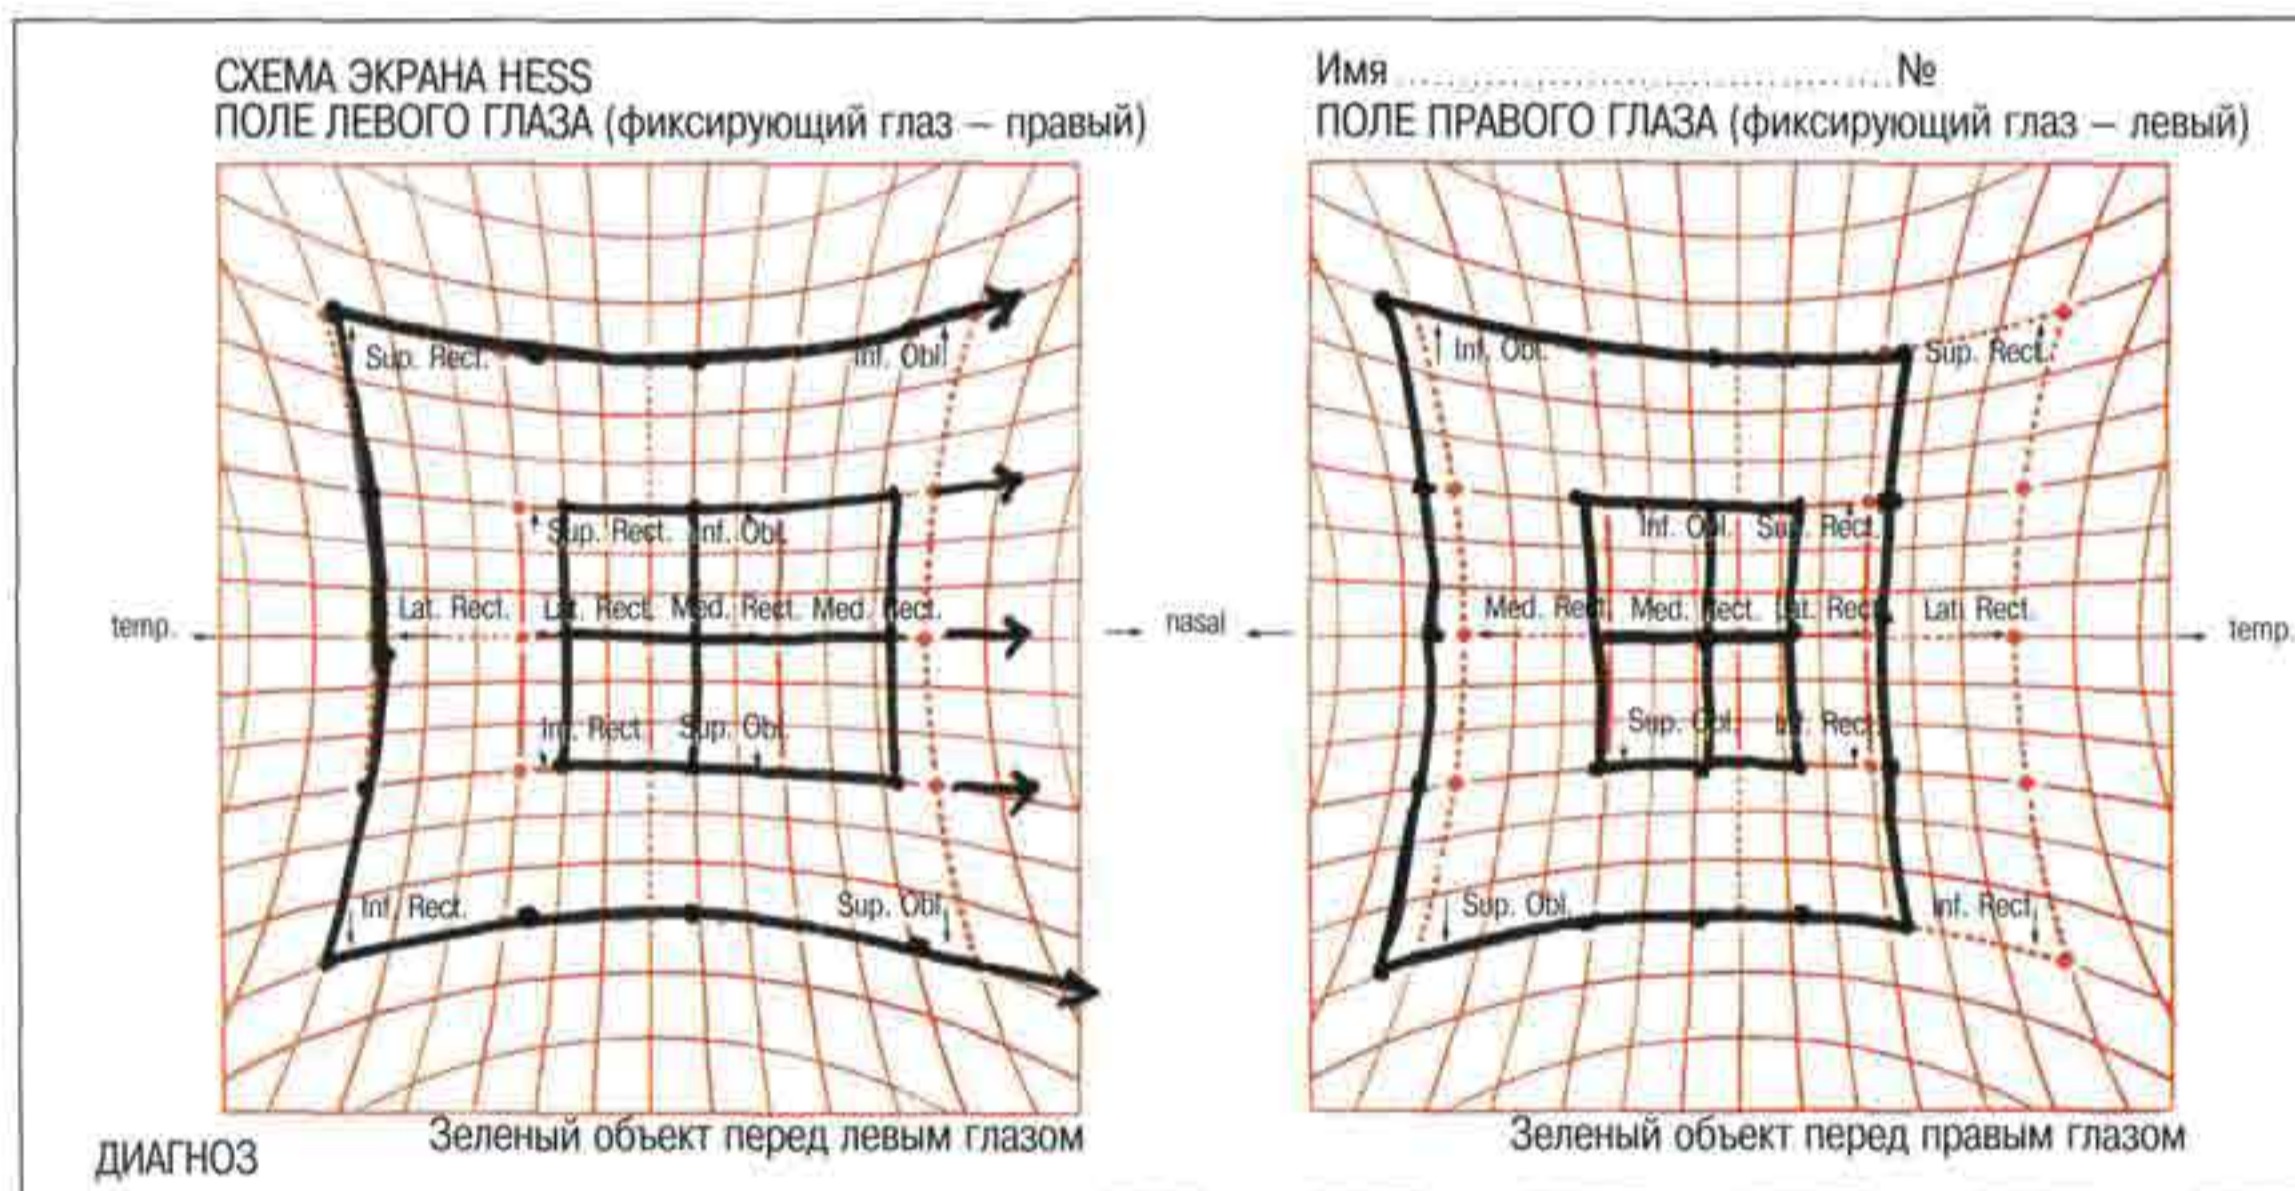 СХЕМА ЭКРАНА HESS
ПОЛЕ ЛЕВОГО ГЛАЗА (фиксирующий глаз – правый)
Имя ........................................ №
ПОЛЕ ПРАВОГО ГЛАЗА (фиксирующий глаз – левый)
Sup. Rect. Inf. Obl.
Sup. Rect. Inf. Obl.
temp. Lat. Rect. Lat. Rect. Med. Rect. Med. Rect.
Inf. Rect. Sup. Obl.
Inf. Rect. Sup. Obl.
nasal
Inf. Obl. Sup. Rect.
Inf. Obl. Sup. Rect.
Med. Rect. Med. Rect. Lat. Rect. Lat. Rect. temp.
Sup. Obl. Inf. Rect.
Sup. Obl. Inf. Rect.
Зеленый объект перед левым глазом
Зеленый объект перед правым глазом
ДИАГНОЗ